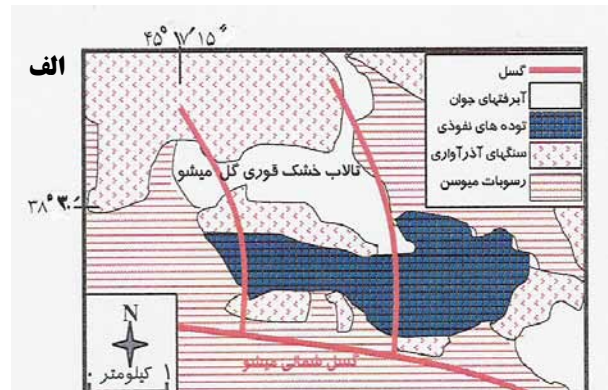 الف
۴۵° ۱۷′ ۱۵″
گسل
آبرفتهای جوان
توده های نفوذی
سنگهای آذرآواری
رسوبات میوسن
تالاب خشک قوری گل میشو
۳۸° ۳۰′
N
گسل شمالی میشو
۱ کیلومتر ۰